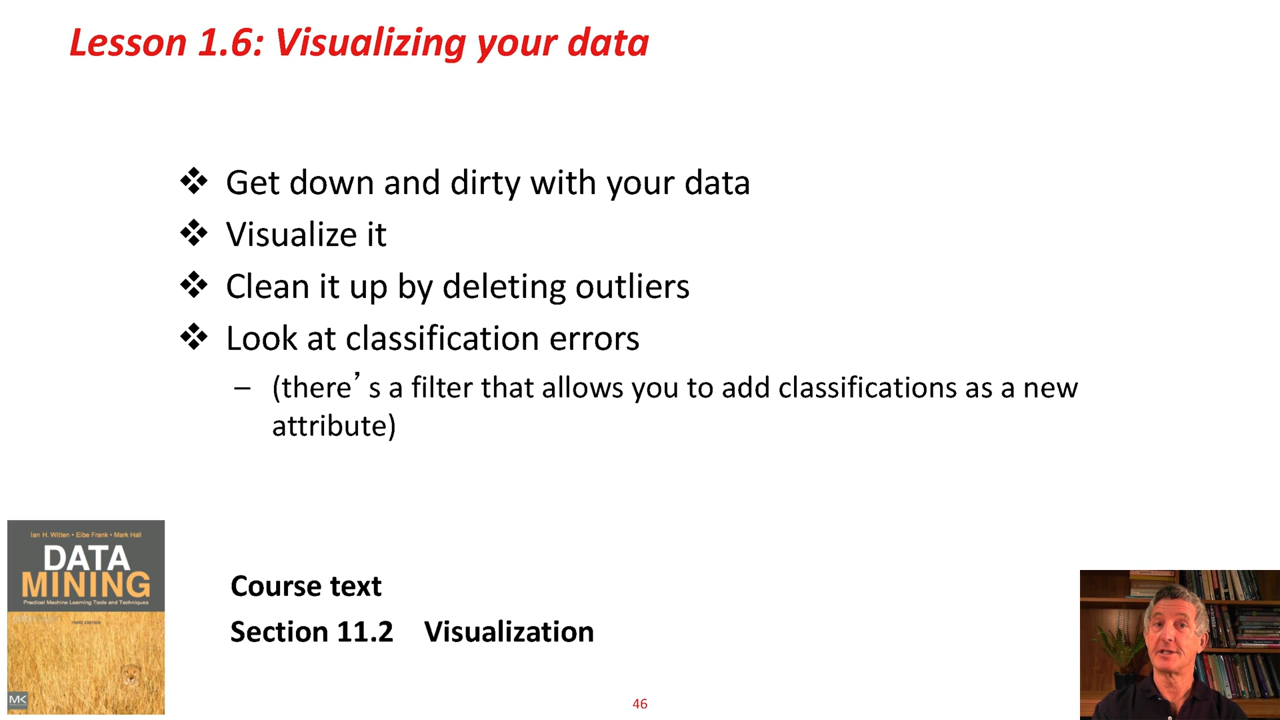 Lesson 1.6: Visualizing your data
❖ Get down and dirty with your data
❖ Visualize it
❖ Clean it up by deleting outliers
❖ Look at classification errors
– (there’s a filter that allows you to add classifications as a new
attribute)
Ian H. Witten • Eibe Frank • Mark Hall
DATA
MINING
Practical Machine Learning Tools and Techniques
THIRD EDITION
MK
Course text
Section 11.2 Visualization
46